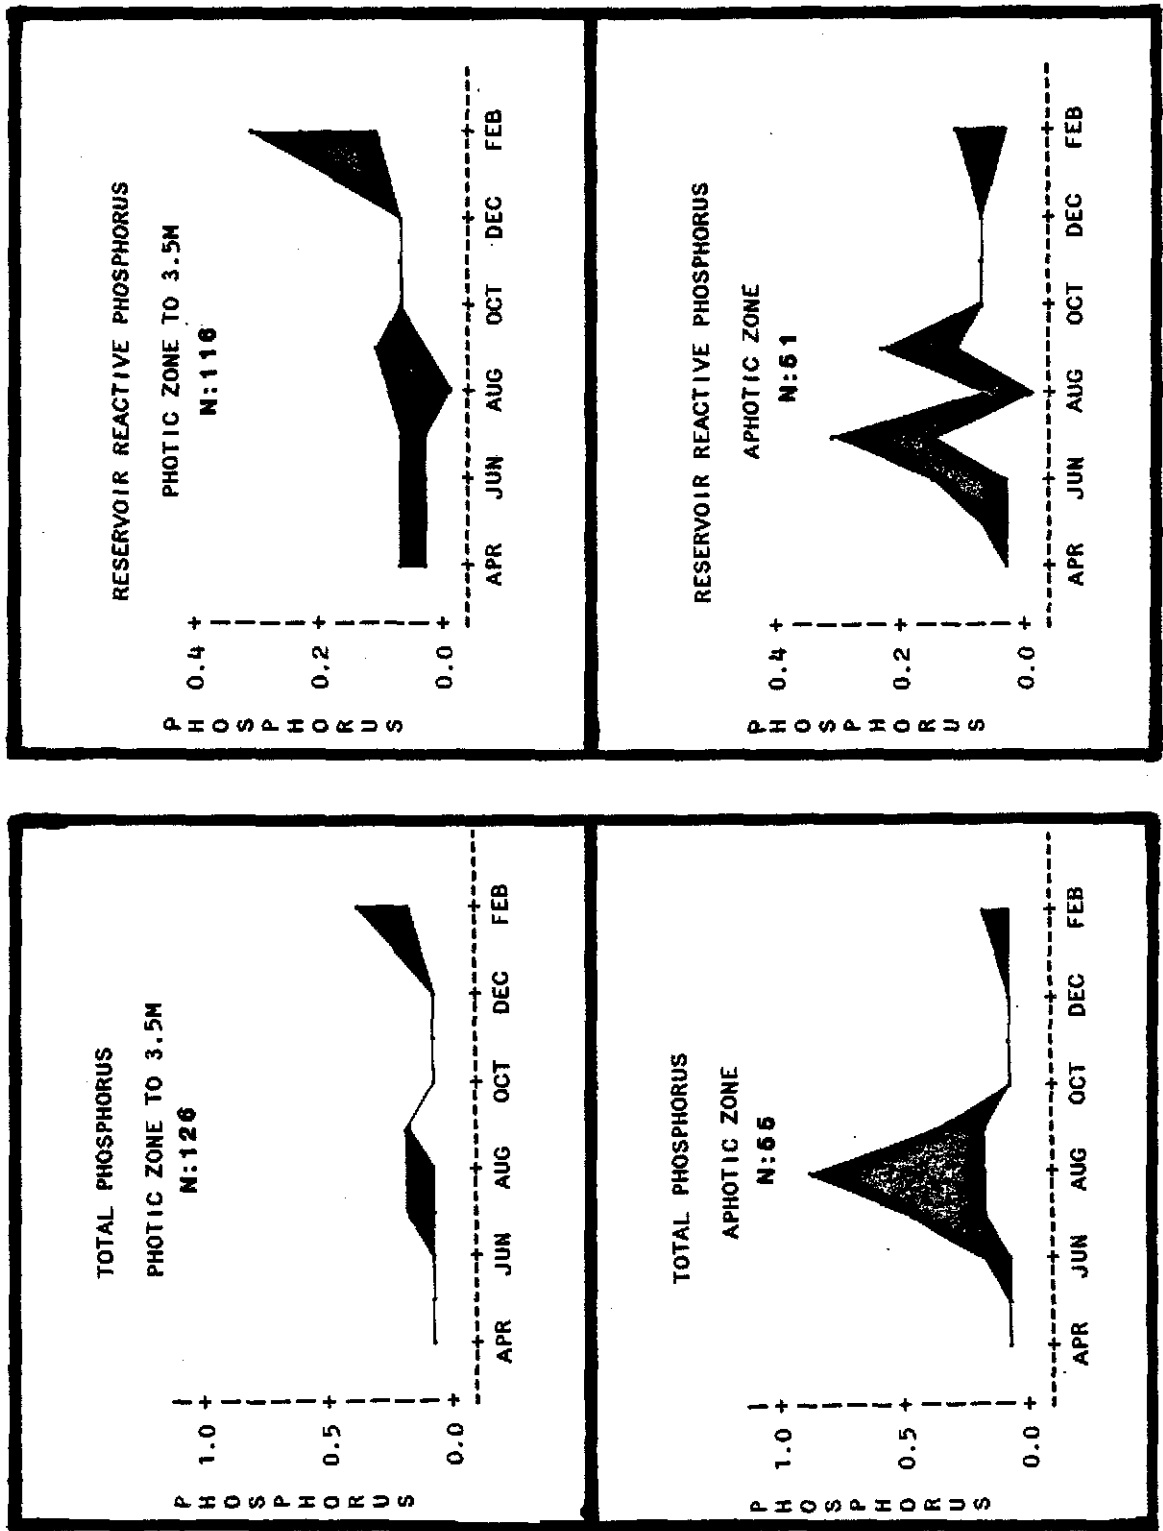 TOTAL PHOSPHORUS
PHOTIC ZONE TO 3.5M
N:126
PHOSPHORUS
1.0
0.5
0.0
APR JUN AUG OCT DEC FEB
RESERVOIR REACTIVE PHOSPHORUS
PHOTIC ZONE TO 3.5M
N:116
PHOSPHORUS
0.4
0.2
0.0
APR JUN AUG OCT DEC FEB
TOTAL PHOSPHORUS
APHOTIC ZONE
N:55
PHOSPHORUS
1.0
0.5
0.0
APR JUN AUG OCT DEC FEB
RESERVOIR REACTIVE PHOSPHORUS
APHOTIC ZONE
N:51
PHOSPHORUS
0.4
0.2
0.0
APR JUN AUG OCT DEC FEB